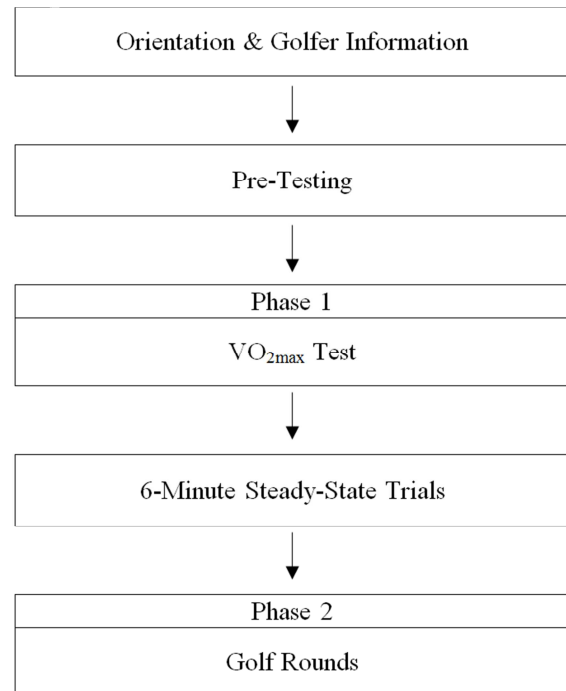 Orientation & Golfer Information
Pre-Testing
Phase 1
VO₂max Test
6-Minute Steady-State Trials
Phase 2
Golf Rounds